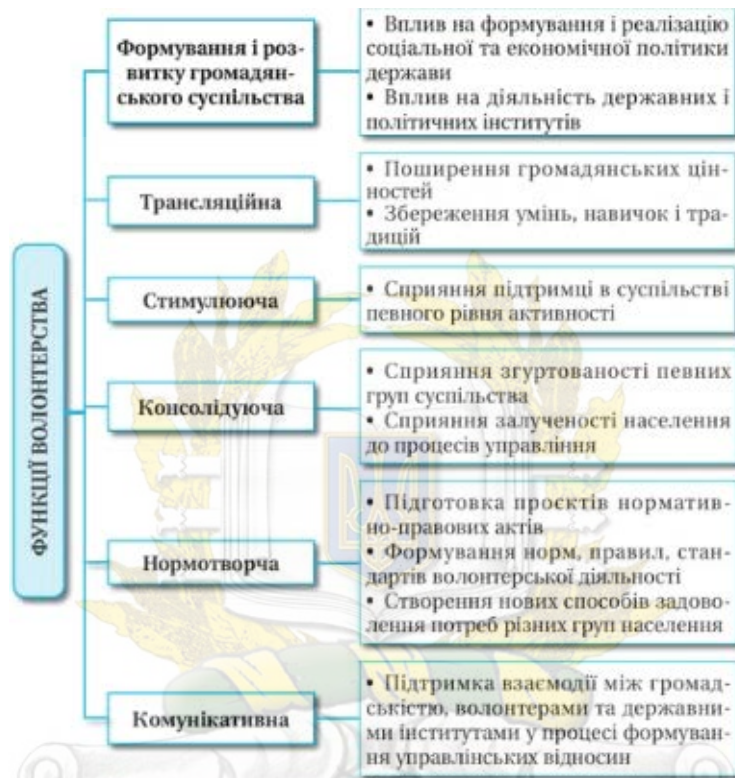 ФУНКЦІЇ ВОЛОНТЕРСТВА
Формування і роз-
витку громадян-
ського суспільства
• Вплив на формування і реалізацію
соціальної та економічної політики
держави
• Вплив на діяльність державних і
політичних інститутів
Трансляційна
• Поширення громадянських цін-
ностей
• Збереження умінь, навичок і тра-
дицій
Стимулююча
• Сприяння підтримці в суспільстві
певного рівня активності
Консолідуюча
• Сприяння згуртованості певних
груп суспільства
• Сприяння залученості населення
до процесів управління
Нормотворча
• Підготовка проєктів норматив-
но-правових актів
• Формування норм, правил, стан-
дартів волонтерської діяльності
• Створення нових способів задово-
лення потреб різних груп населення
Комунікативна
• Підтримка взаємодії між громад-
ськістю, волонтерами та державни-
ми інститутами у процесі формуван-
ня управлінських відносин